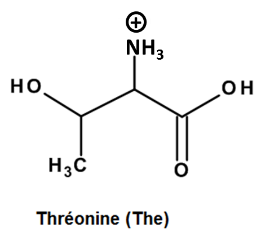 ⊕
NH₃
HO
OH
H₃C
O
Thréonine (The)